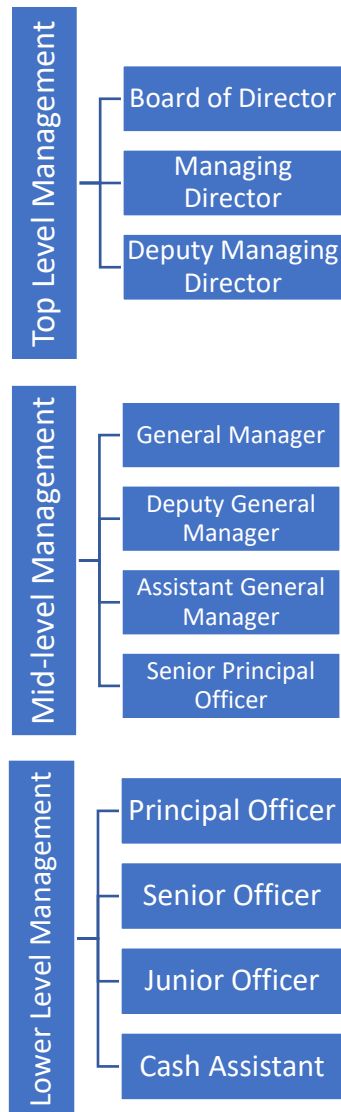 Top Level Management
Board of Director
Managing
Director
Deputy Managing
Director
Mid-level Management
General Manager
Deputy General
Manager
Assistant General
Manager
Senior Principal
Officer
Lower Level Management
Principal Officer
Senior Officer
Junior Officer
Cash Assistant